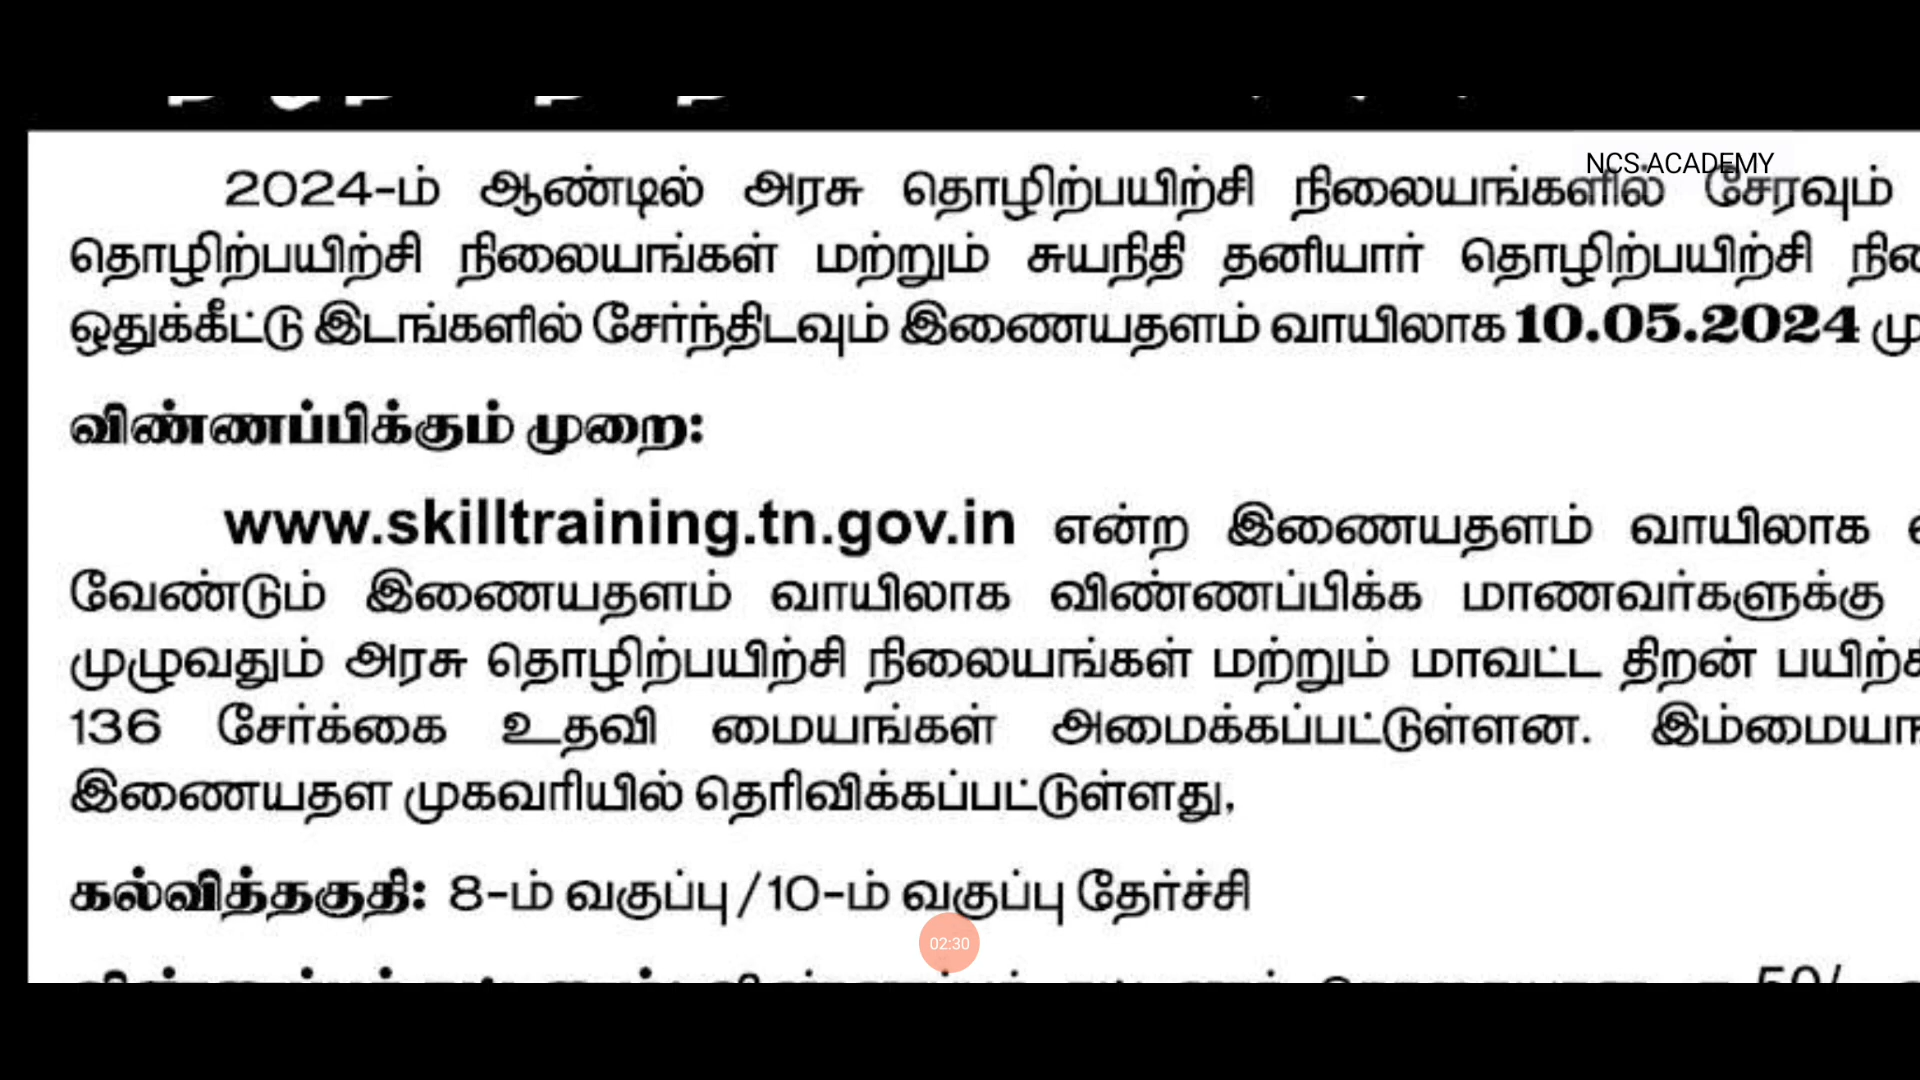 NCS ACADEMY
2024-ம் ஆண்டில் அரசு தொழிற்பயிற்சி நிலையங்களில் சேரவும்
தொழிற்பயிற்சி நிலையங்கள் மற்றும் சுயநிதி தனியார் தொழிற்பயிற்சி
ஒதுக்கீட்டு இடங்களில் சேர்ந்திடவும் இணையதளம் வாயிலாக 10.05.2024
விண்ணப்பிக்கும் முறை:
www.skilltraining.tn.gov.in என்ற இணையதளம் வாயிலாக
வேண்டும் இணையதளம் வாயிலாக விண்ணப்பிக்க மாணவர்களுக்கு
முழுவதும் அரசு தொழிற்பயிற்சி நிலையங்கள் மற்றும் மாவட்ட திறன்
136 சேர்க்கை உதவி மையங்கள் அமைக்கப்பட்டுள்ளன.
இணையதள முகவரியில் தெரிவிக்கப்பட்டுள்ளது,
கல்வித்தகுதி: 8-ம் வகுப்பு /10-ம் வகுப்பு தேர்ச்சி
02:30
50/-